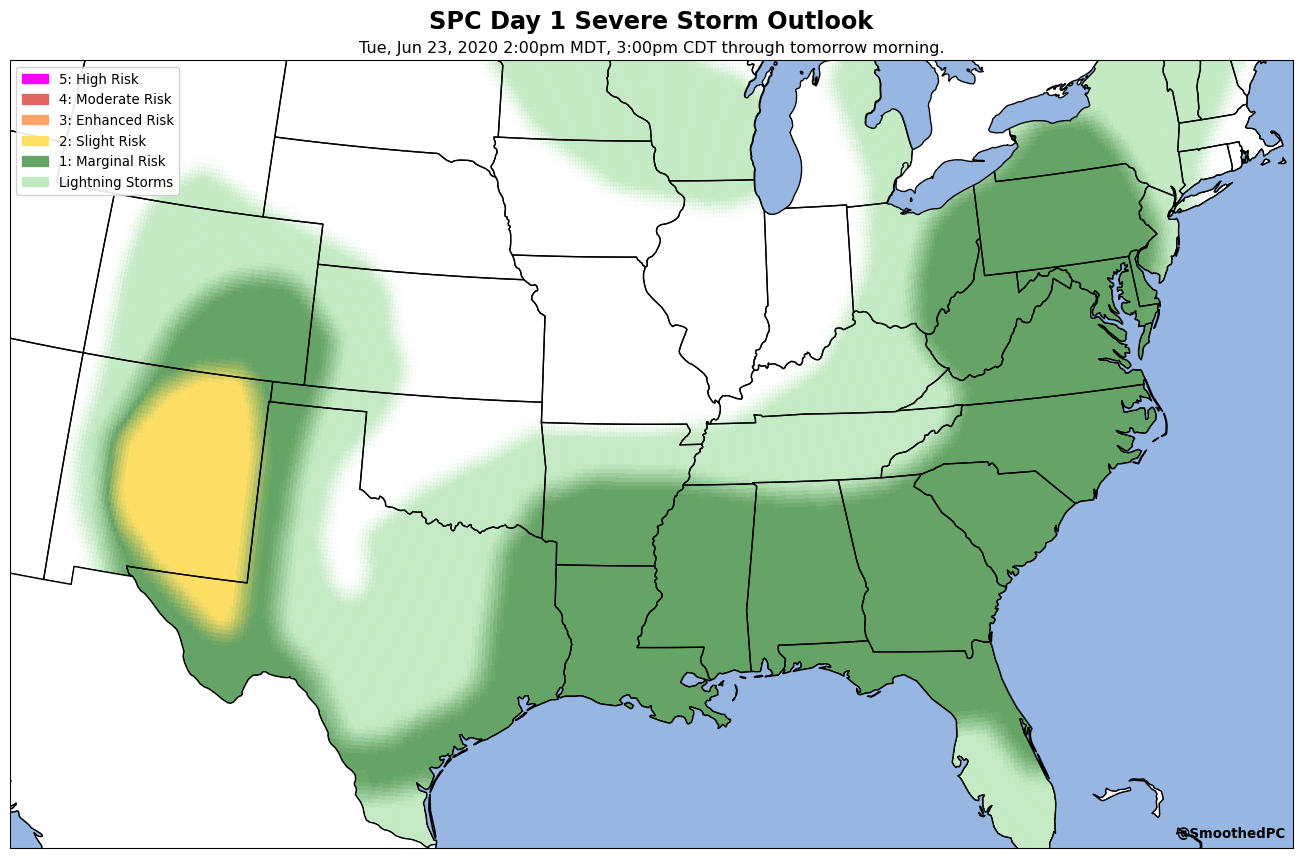 SPC Day 1 Severe Storm Outlook
Tue, Jun 23, 2020 2:00pm MDT, 3:00pm CDT through tomorrow morning.
5: High Risk
4: Moderate Risk
3: Enhanced Risk
2: Slight Risk
1: Marginal Risk
Lightning Storms
@SmoothedPC